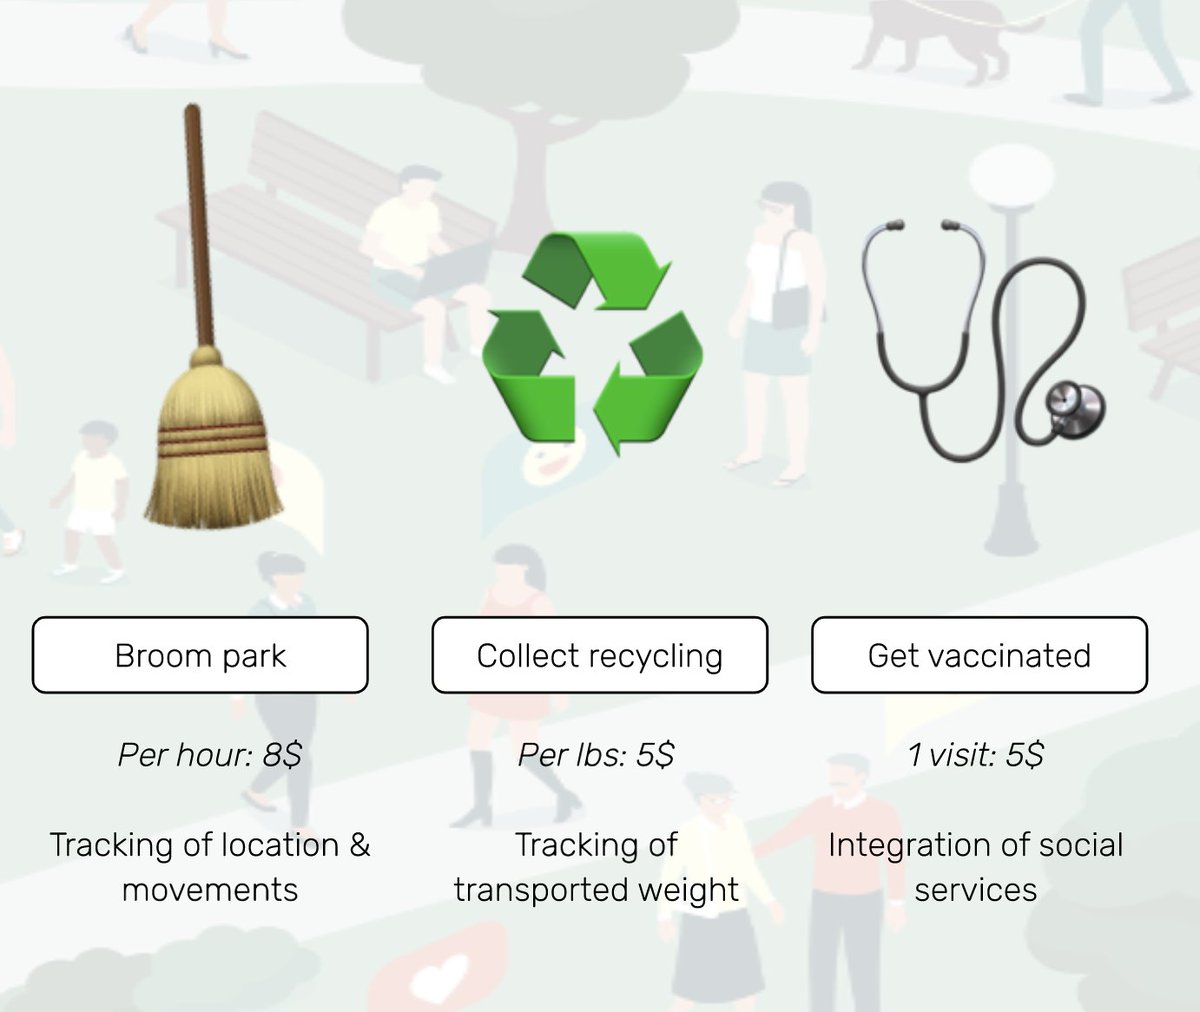 Broom park
Collect recycling
Get vaccinated
Per hour: 8$
Per lbs: 5$
1 visit: 5$
Tracking of location &
movements
Tracking of
transported weight
Integration of social
services